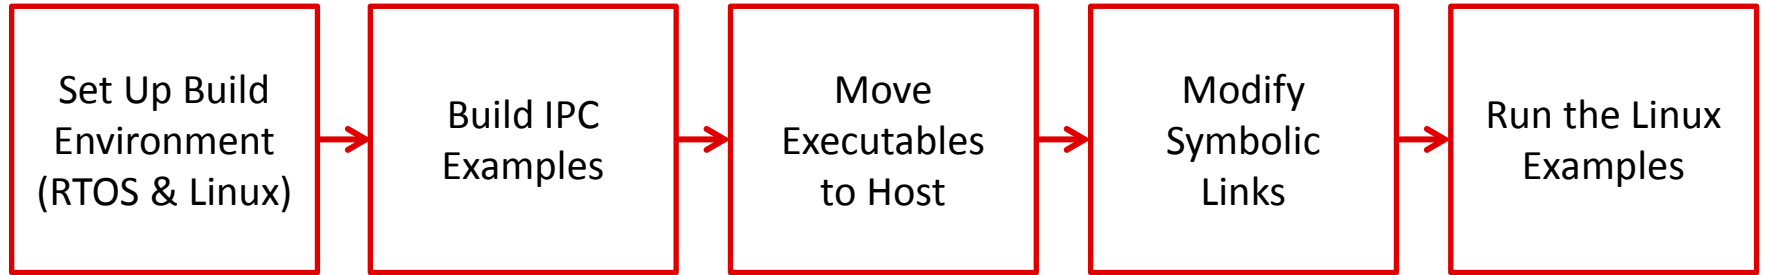 Set Up Build
Environment
(RTOS & Linux)
Build IPC
Examples
Move
Executables
to Host
Modify
Symbolic
Links
Run the Linux
Examples